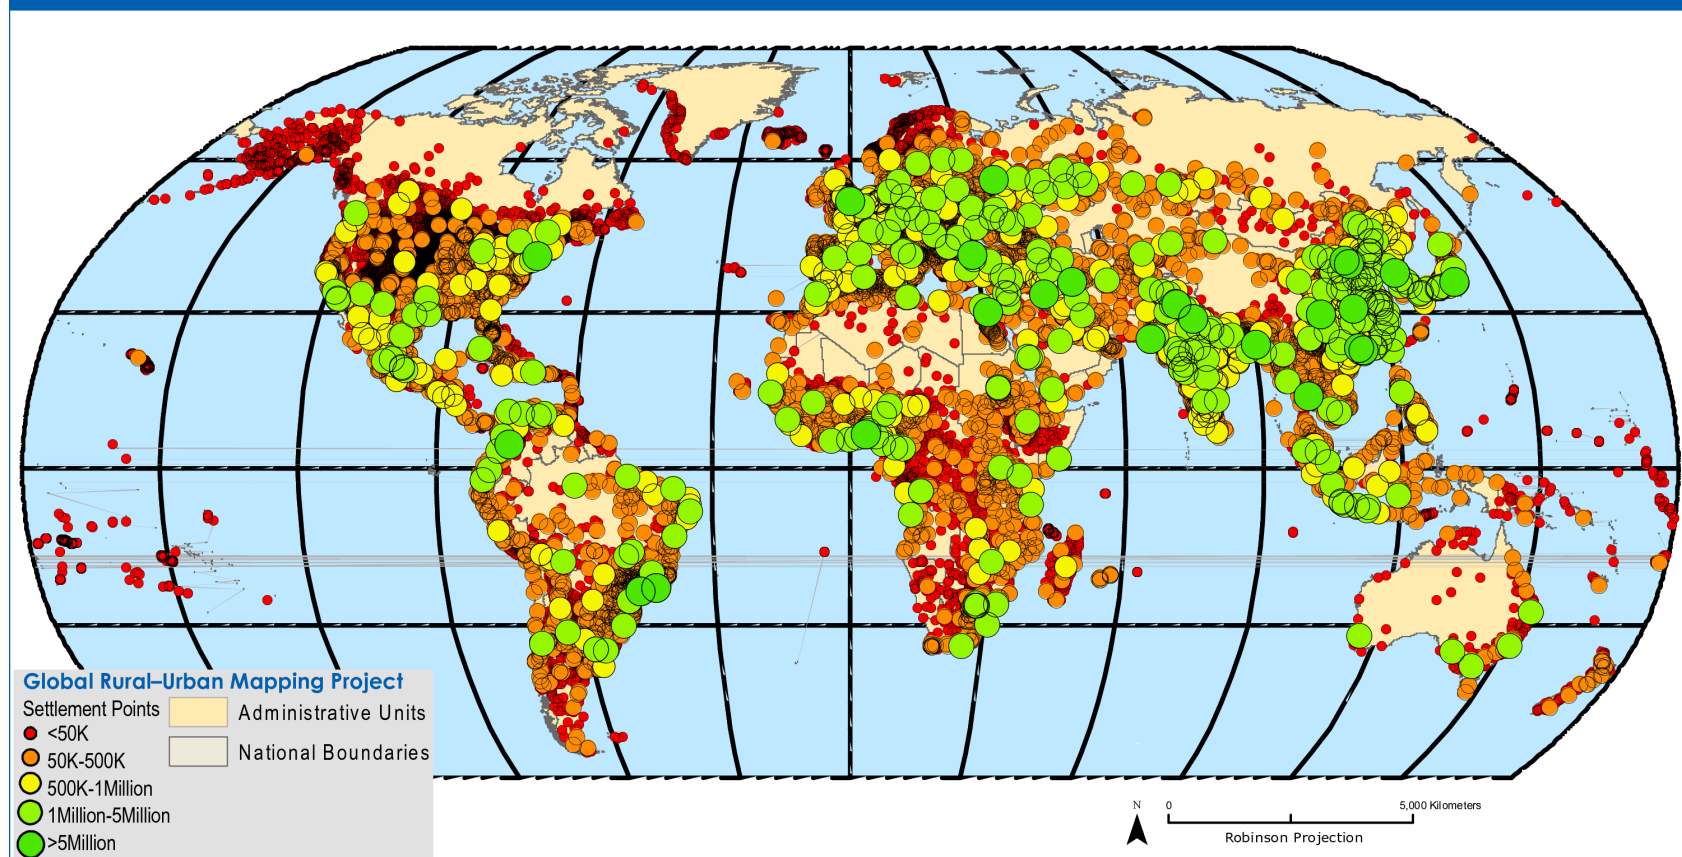 Global Rural–Urban Mapping Project
Settlement Points
<50K
50K-500K
500K-1Million
1Million-5Million
>5Million
Administrative Units
National Boundaries
N
0
5,000 Kilometers
Robinson Projection